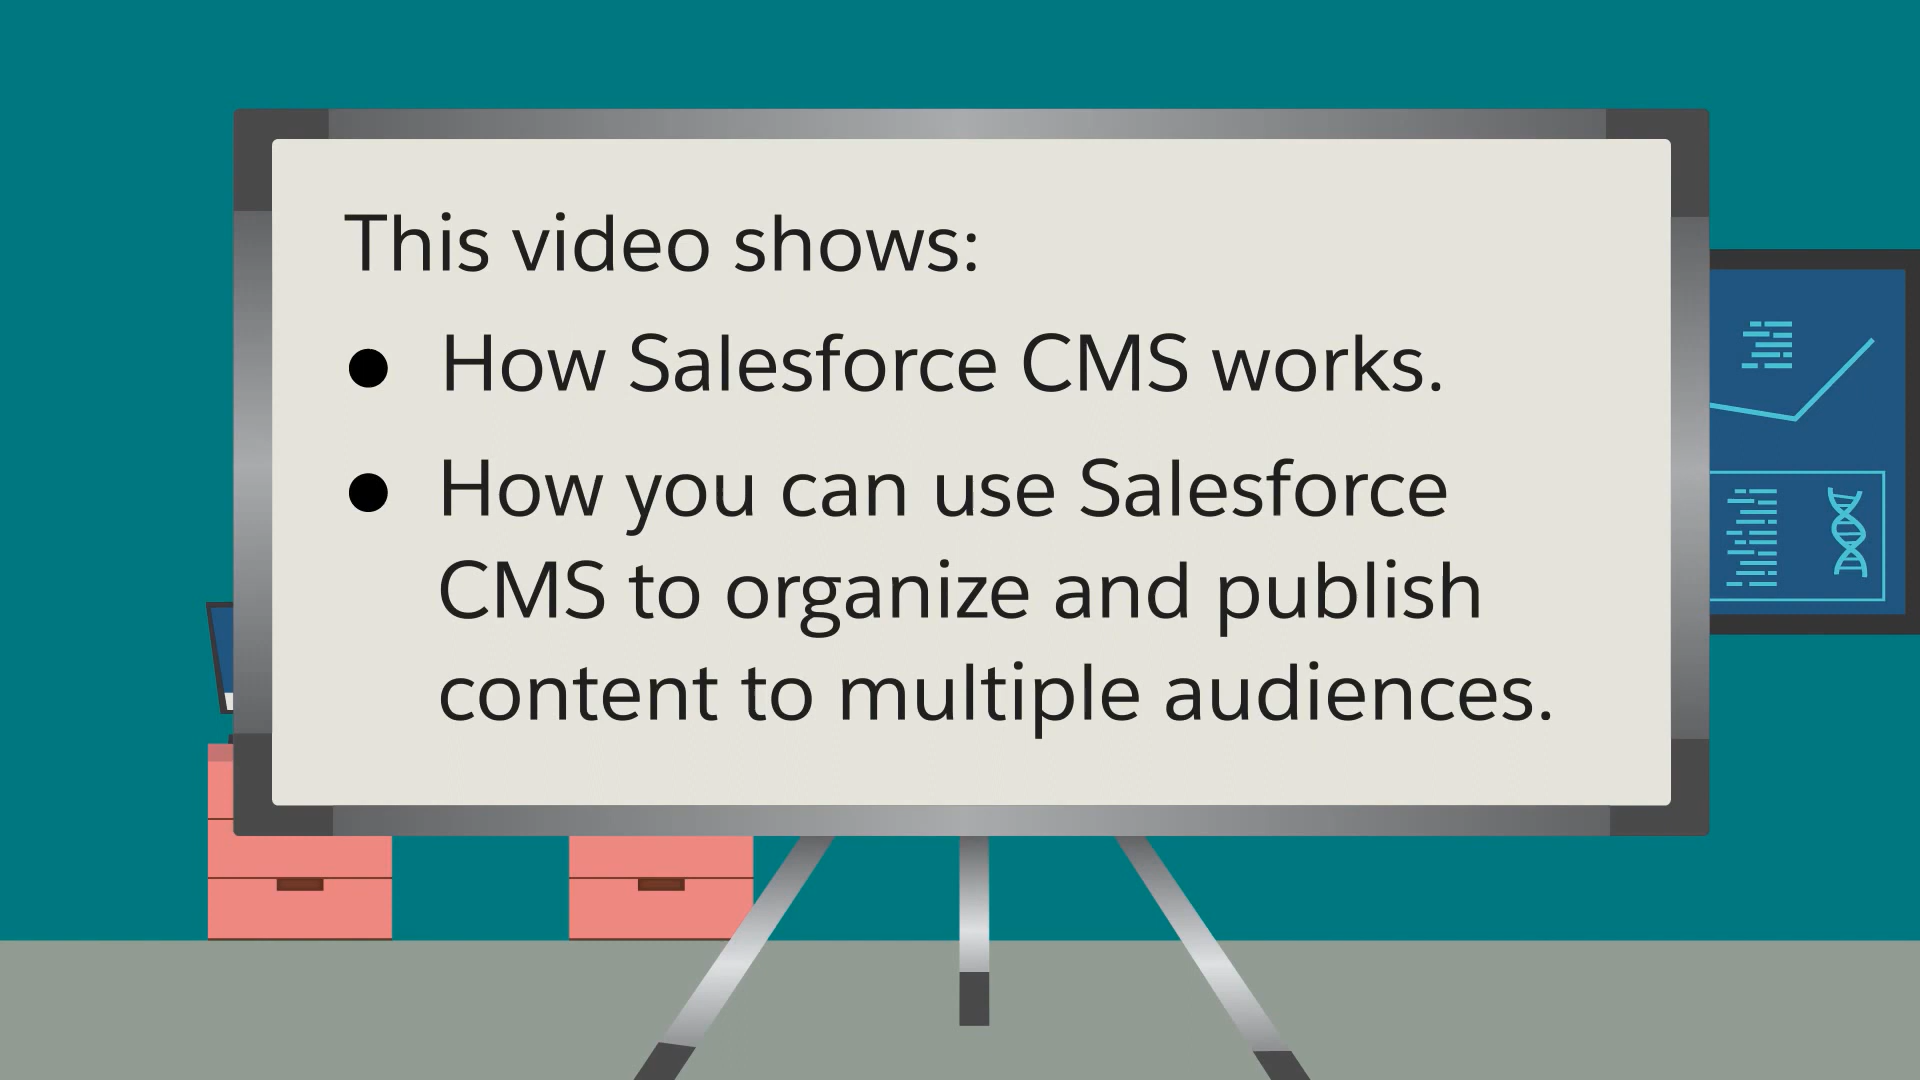 This video shows:
● How Salesforce CMS works.
● How you can use Salesforce
CMS to organize and publish
content to multiple audiences.